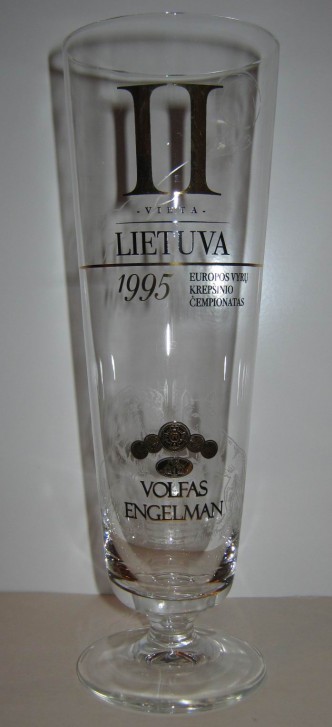 II
- VIETA -
LIETUVA
1995
EUROPOS VYRŲ
KREPŠINIO
ČEMPIONATAS
VOLFAS
ENGELMAN